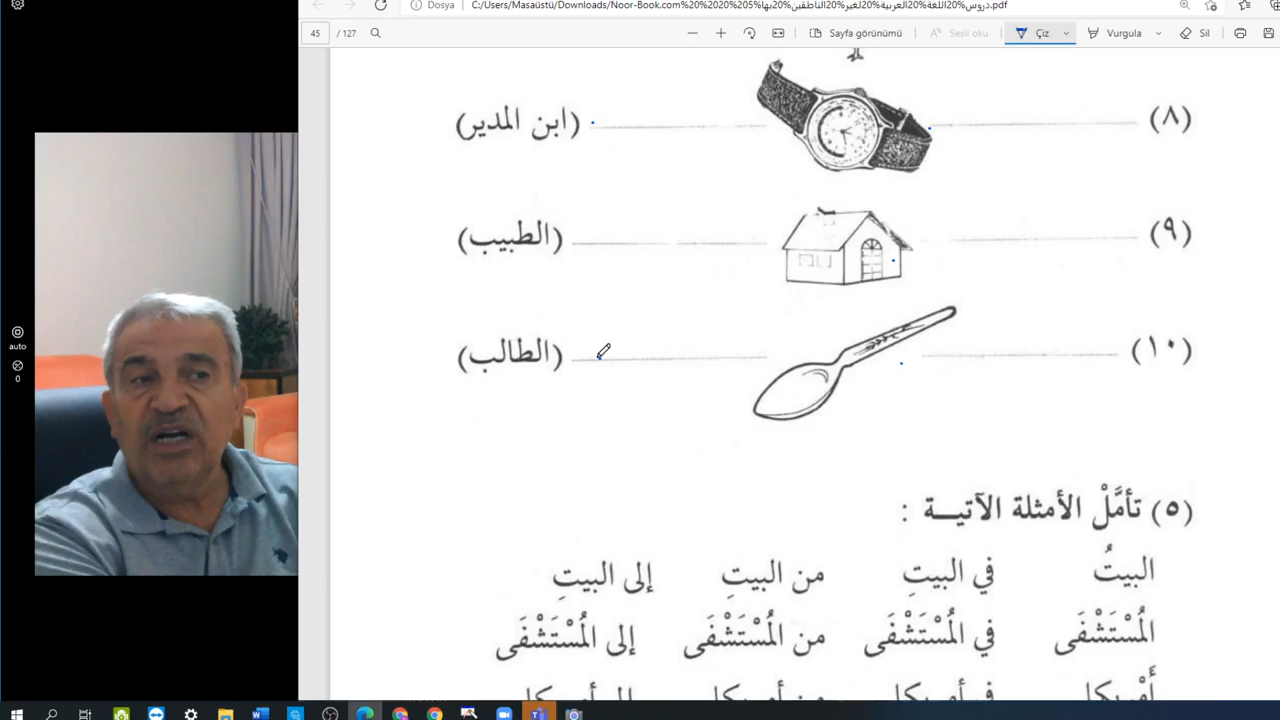 Dosya C:/Users/Masaüstü/Downloads/Noor-Book.com%20%2020%205%20دروس%20اللغة%20العربية%20لغير%20الناطقين%20بها.pdf
45 / 127 Sayfa görünümü Sesli oku Çiz Vurgula Sil
(٨) (ابن المدير)
(٩) (الطبيب)
(١٠) (الطالب)
(٥) تأمَّلْ الأمثلة الآتيــة :
البيتُ في البيتِ من البيتِ إلى البيتِ
المُسْتَشْفَى في المُسْتَشْفَى من المُسْتَشْفَى إلى المُسْتَشْفَى
auto
0